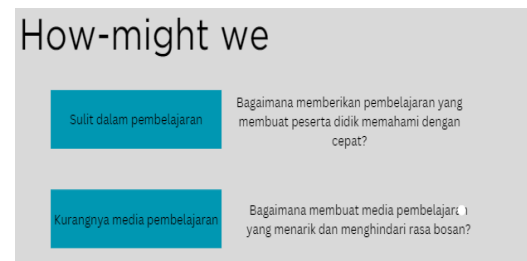 How-might we
Sulit dalam pembelajaran
Bagaimana memberikan pembelajaran yang
membuat peserta didik memahami dengan
cepat?
Kurangnya media pembelajaran
Bagaimana membuat media pembelajaran
yang menarik dan menghindari rasa bosan?